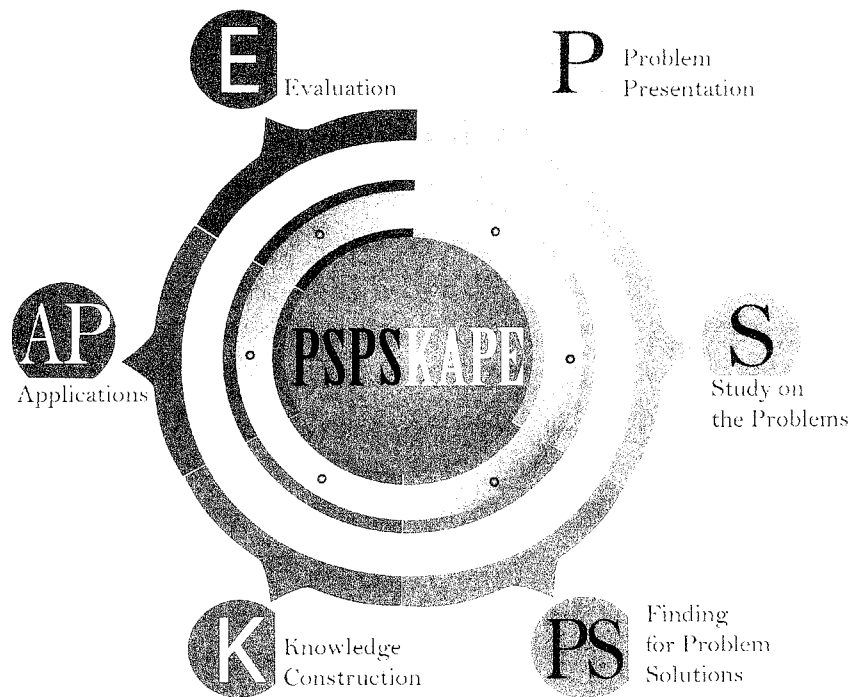 E
Evaluation
P
Problem
Presentation
PSPSKAPE
AP
Applications
S
Study on
the Problems
K
Knowledge
Construction
PS
Finding
for Problem
Solutions